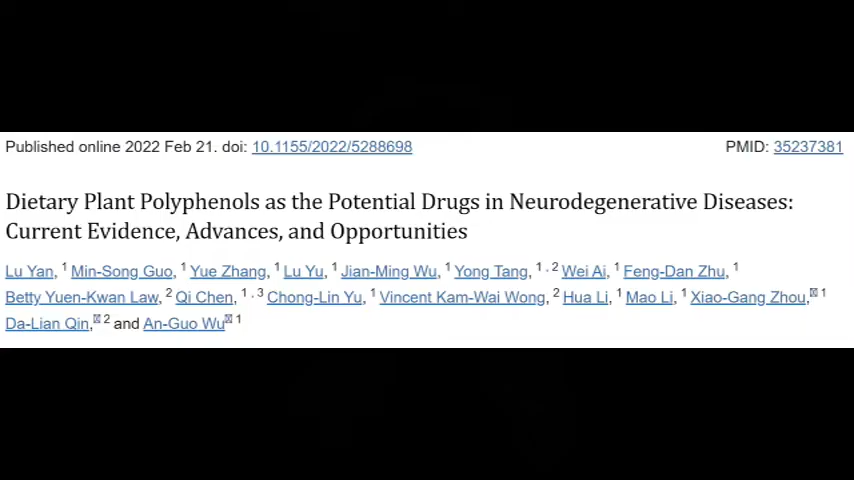 Published online 2022 Feb 21. doi: 10.1155/2022/5288698 PMID: 35237381
Dietary Plant Polyphenols as the Potential Drugs in Neurodegenerative Diseases:
Current Evidence, Advances, and Opportunities
Lu Yan, 1 Min-Song Guo, 1 Yue Zhang, 1 Lu Yu, 1 Jian-Ming Wu, 1 Yong Tang, 1 , 2 Wei Ai, 1 Feng-Dan Zhu, 1
Betty Yuen-Kwan Law, 2 Qi Chen, 1 , 3 Chong-Lin Yu, 1 Vincent Kam-Wai Wong, 2 Hua Li, 1 Mao Li, 1 Xiao-Gang Zhou, 1
Da-Lian Qin, 2 and An-Guo Wu 1